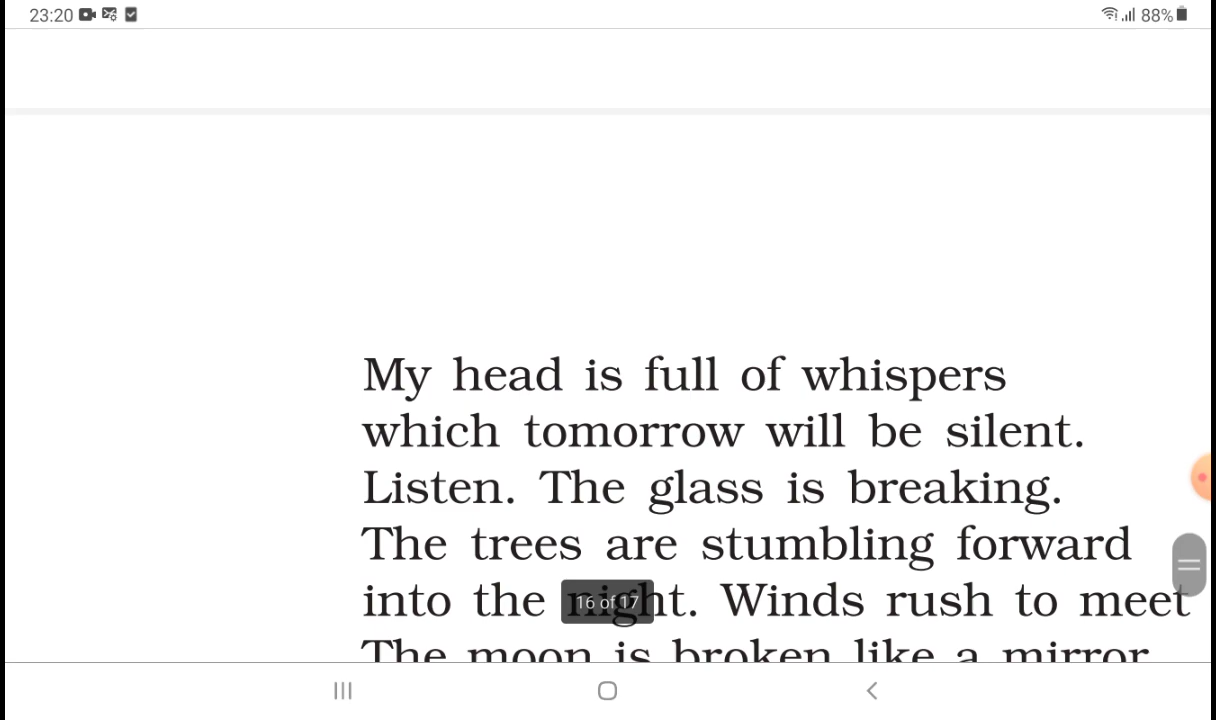 23:20
88%
My head is full of whispers
which tomorrow will be silent.
Listen. The glass is breaking.
The trees are stumbling forward
into the night. Winds rush to meet
16 of 17
The moon is broken like a mirror